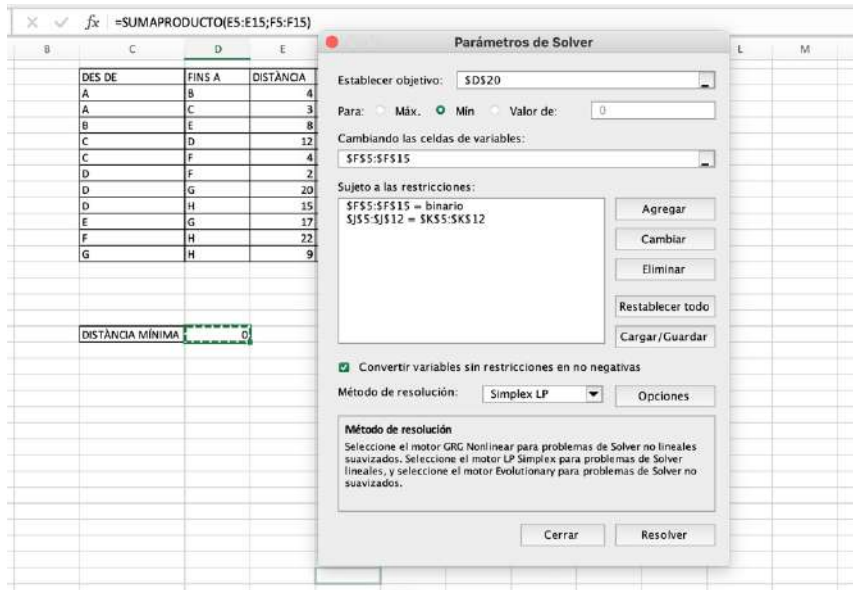 fx =SUMAPRODUCTO(E5:E15;F5:F15)
B C D E L M
DES DE FINS A DISTÀNCIA
A B 4
A C 3
B E 8
C D 12
C F 4
D F 2
D G 20
D H 15
E G 17
F H 22
G H 9
DISTÀNCIA MÍNIMA 0
Parámetros de Solver
Establecer objetivo: $D$20
Para: Máx. Mín Valor de: 0
Cambiando las celdas de variables:
$F$5:$F$15
Sujeto a las restricciones:
$F$5:$F$15 = binario
$J$5:$J$12 = $K$5:$K$12
Agregar
Cambiar
Eliminar
Restablecer todo
Cargar/Guardar
Convertir variables sin restricciones en no negativas
Método de resolución: Simplex LP Opciones
Método de resolución
Seleccione el motor GRG Nonlinear para problemas de Solver no lineales
suavizados. Seleccione el motor LP Simplex para problemas de Solver
lineales, y seleccione el motor Evolutionary para problemas de Solver no
suavizados.
Cerrar Resolver